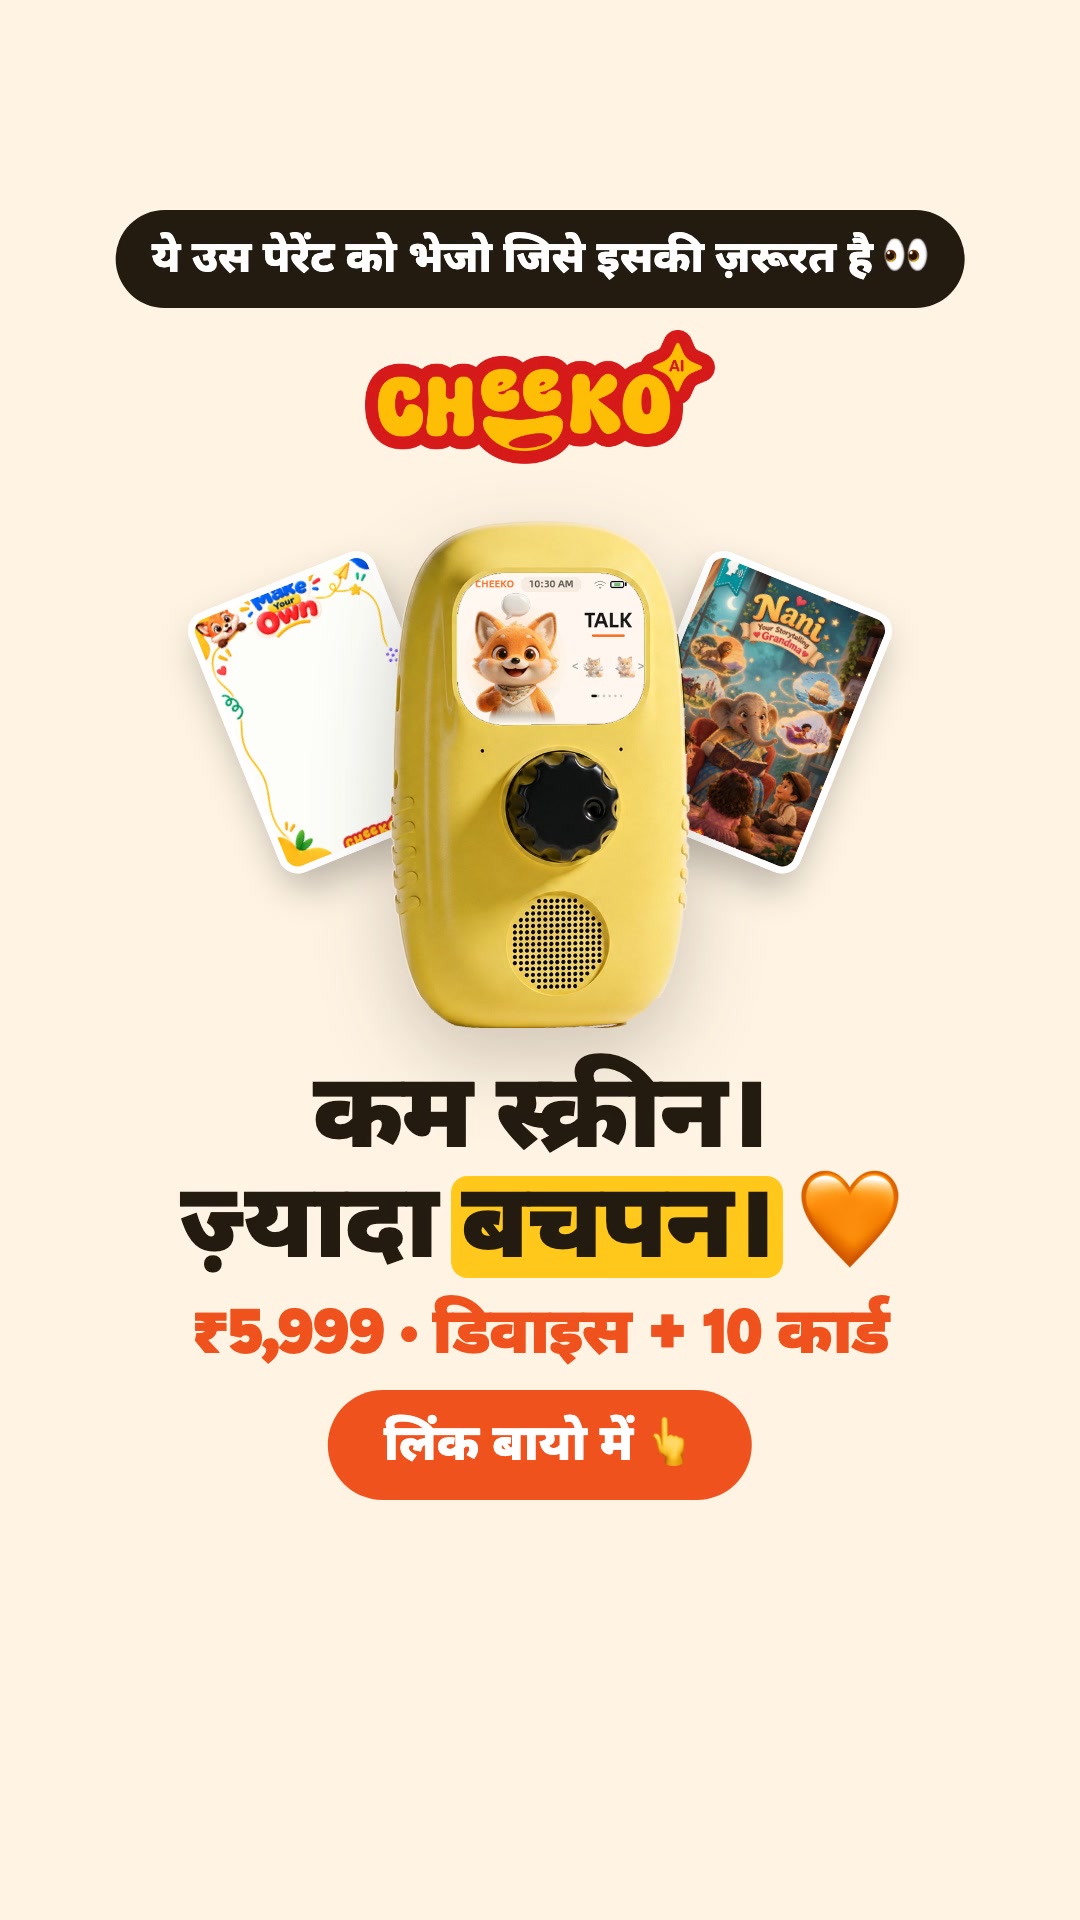 ये उस पेरेंट को भेजो जिसे इसकी ज़रूरत है 👀
CHEEKO AI
Make Your Own
CHEEKO
CHEEKO 10:30 AM
TALK
< >
Nani
Your Storytelling
Grandma
कम स्क्रीन।
ज़्यादा बचपन। 🧡
₹5,999 • डिवाइस + 10 कार्ड
लिंक बायो में 👆